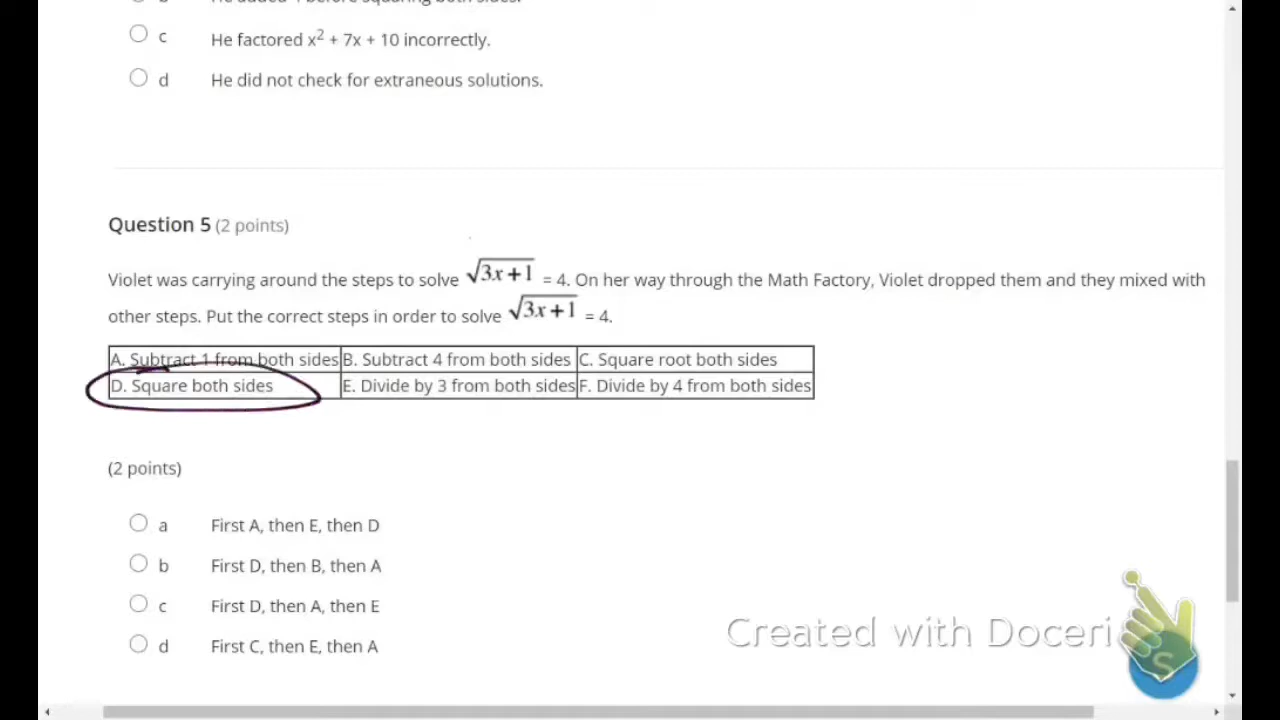 c He factored x² + 7x + 10 incorrectly.
d He did not check for extraneous solutions.
Question 5 (2 points)
Violet was carrying around the steps to solve √3x+1 = 4. On her way through the Math Factory, Violet dropped them and they mixed with
other steps. Put the correct steps in order to solve √3x+1 = 4.
A. Subtract 1 from both sides B. Subtract 4 from both sides C. Square root both sides
D. Square both sides E. Divide by 3 from both sides F. Divide by 4 from both sides
(2 points)
a First A, then E, then D
b First D, then B, then A
c First D, then A, then E
d First C, then E, then A
Created with Doceri
S